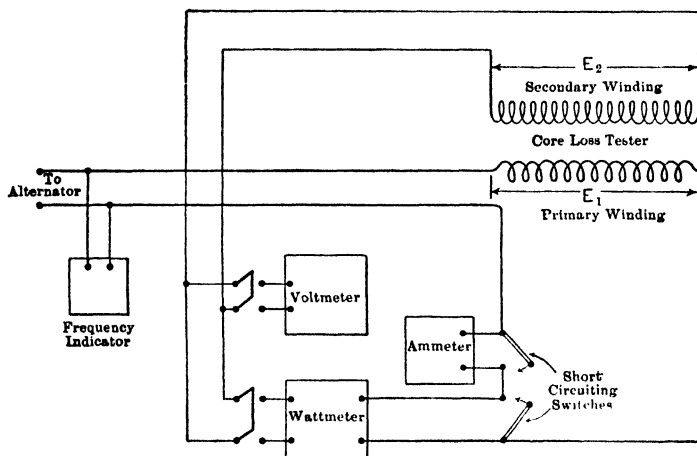 E₂
Secondary Winding
Core Loss Tester
To
Alternator
E₁
Primary Winding
Frequency
Indicator
Voltmeter
Ammeter
Short
Circuiting
Switches
Wattmeter